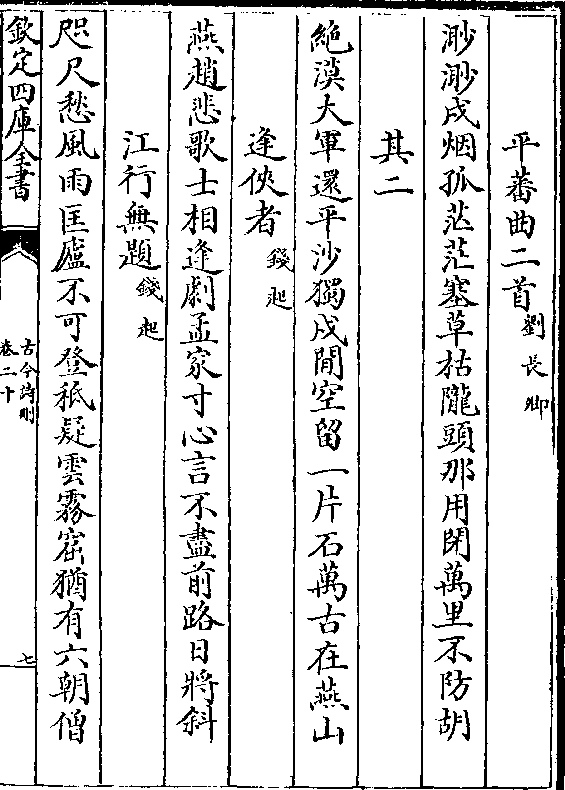 平蕃曲二首劉長卿
渺渺戍烟孤茫茫塞草枯隴頭那用閉萬里不防胡
其二
絶漠大軍還平沙獨戍閒空留一片石萬古在燕山
逢俠者錢起
燕趙悲歌士相逢劇孟家寸心言不盡前路日將斜
江行無題錢起
咫尺愁風雨匡廬不可登秖疑雲霧窟猶有六朝僧
欽定四庫全書
古今詩刪
卷二十
七